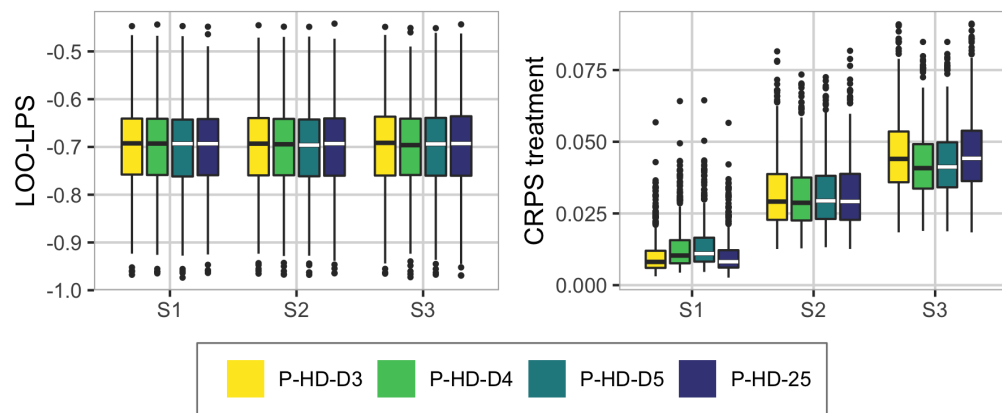 LOO-LPS
-0.5
-0.6
-0.7
-0.8
-0.9
-1.0
S1 S2 S3
CRPS treatment
0.075
0.050
0.025
0.000
S1 S2 S3
P-HD-D3 P-HD-D4 P-HD-D5 P-HD-25